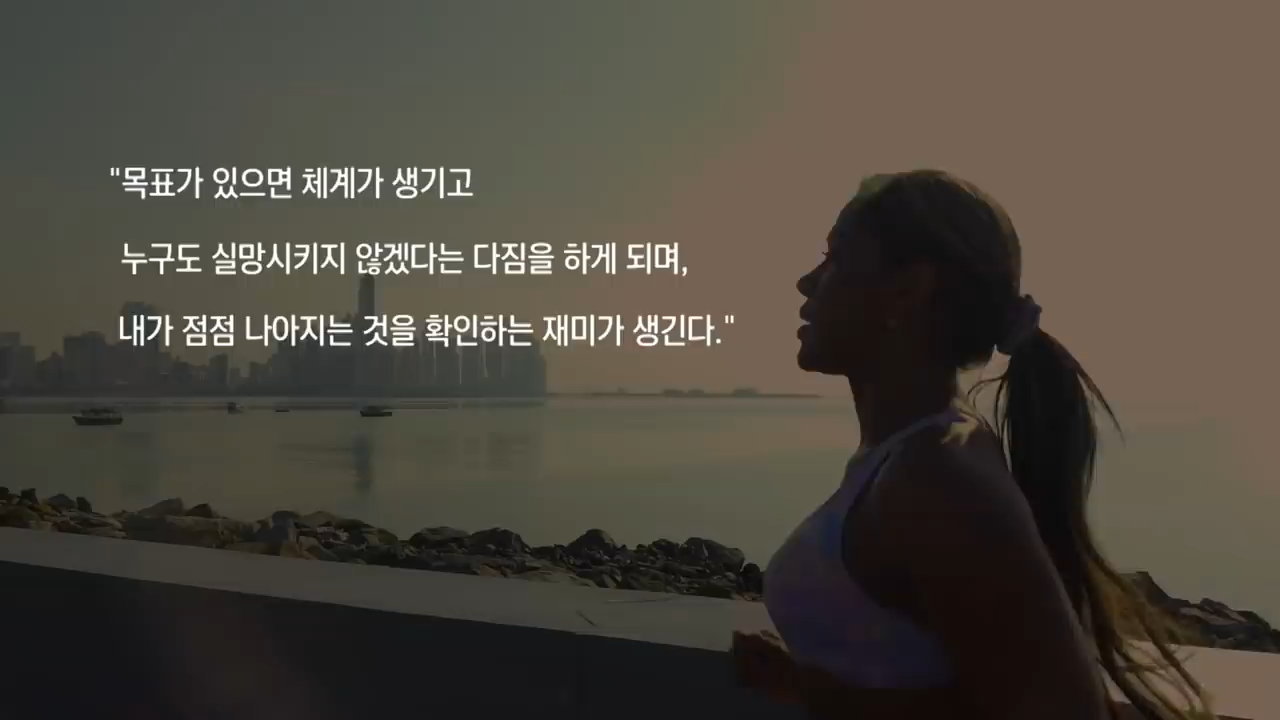 "목표가 있으면 체계가 생기고
누구도 실망시키지 않겠다는 다짐을 하게 되며,
내가 점점 나아지는 것을 확인하는 재미가 생긴다."